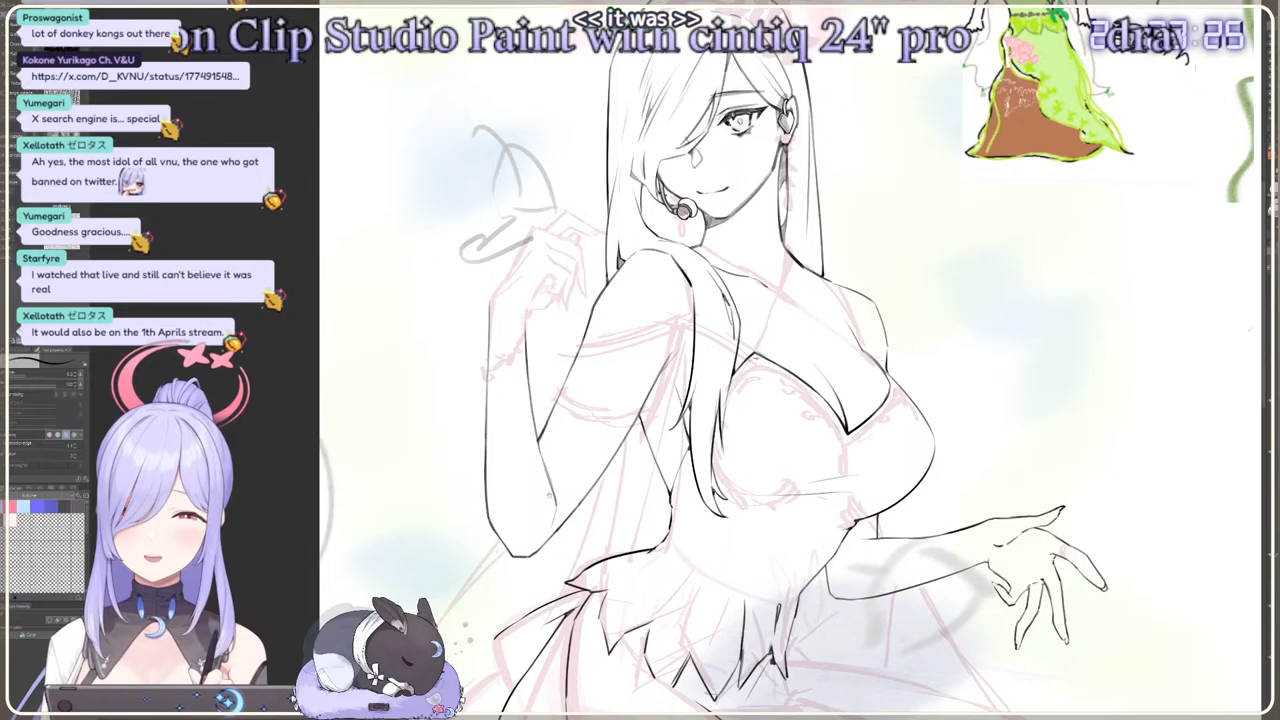 << it was >>
on Clip Studio Paint with cintiq 24" pro
draw
Proswagonist
lot of donkey kongs out there
Kokone Yurikago Ch. V&U
https://x.com/D_KVNU/status/177491548...
Yumegari
X search engine is... special
Xellotath ゼロタス
Ah yes, the most idol of all vnu, the one who got
banned on twitter.
Yumegari
Goodness gracious....
Starfyre
I watched that live and still can't believe it was
real
Xellotath ゼロタス
It would also be on the 1th Aprils stream.